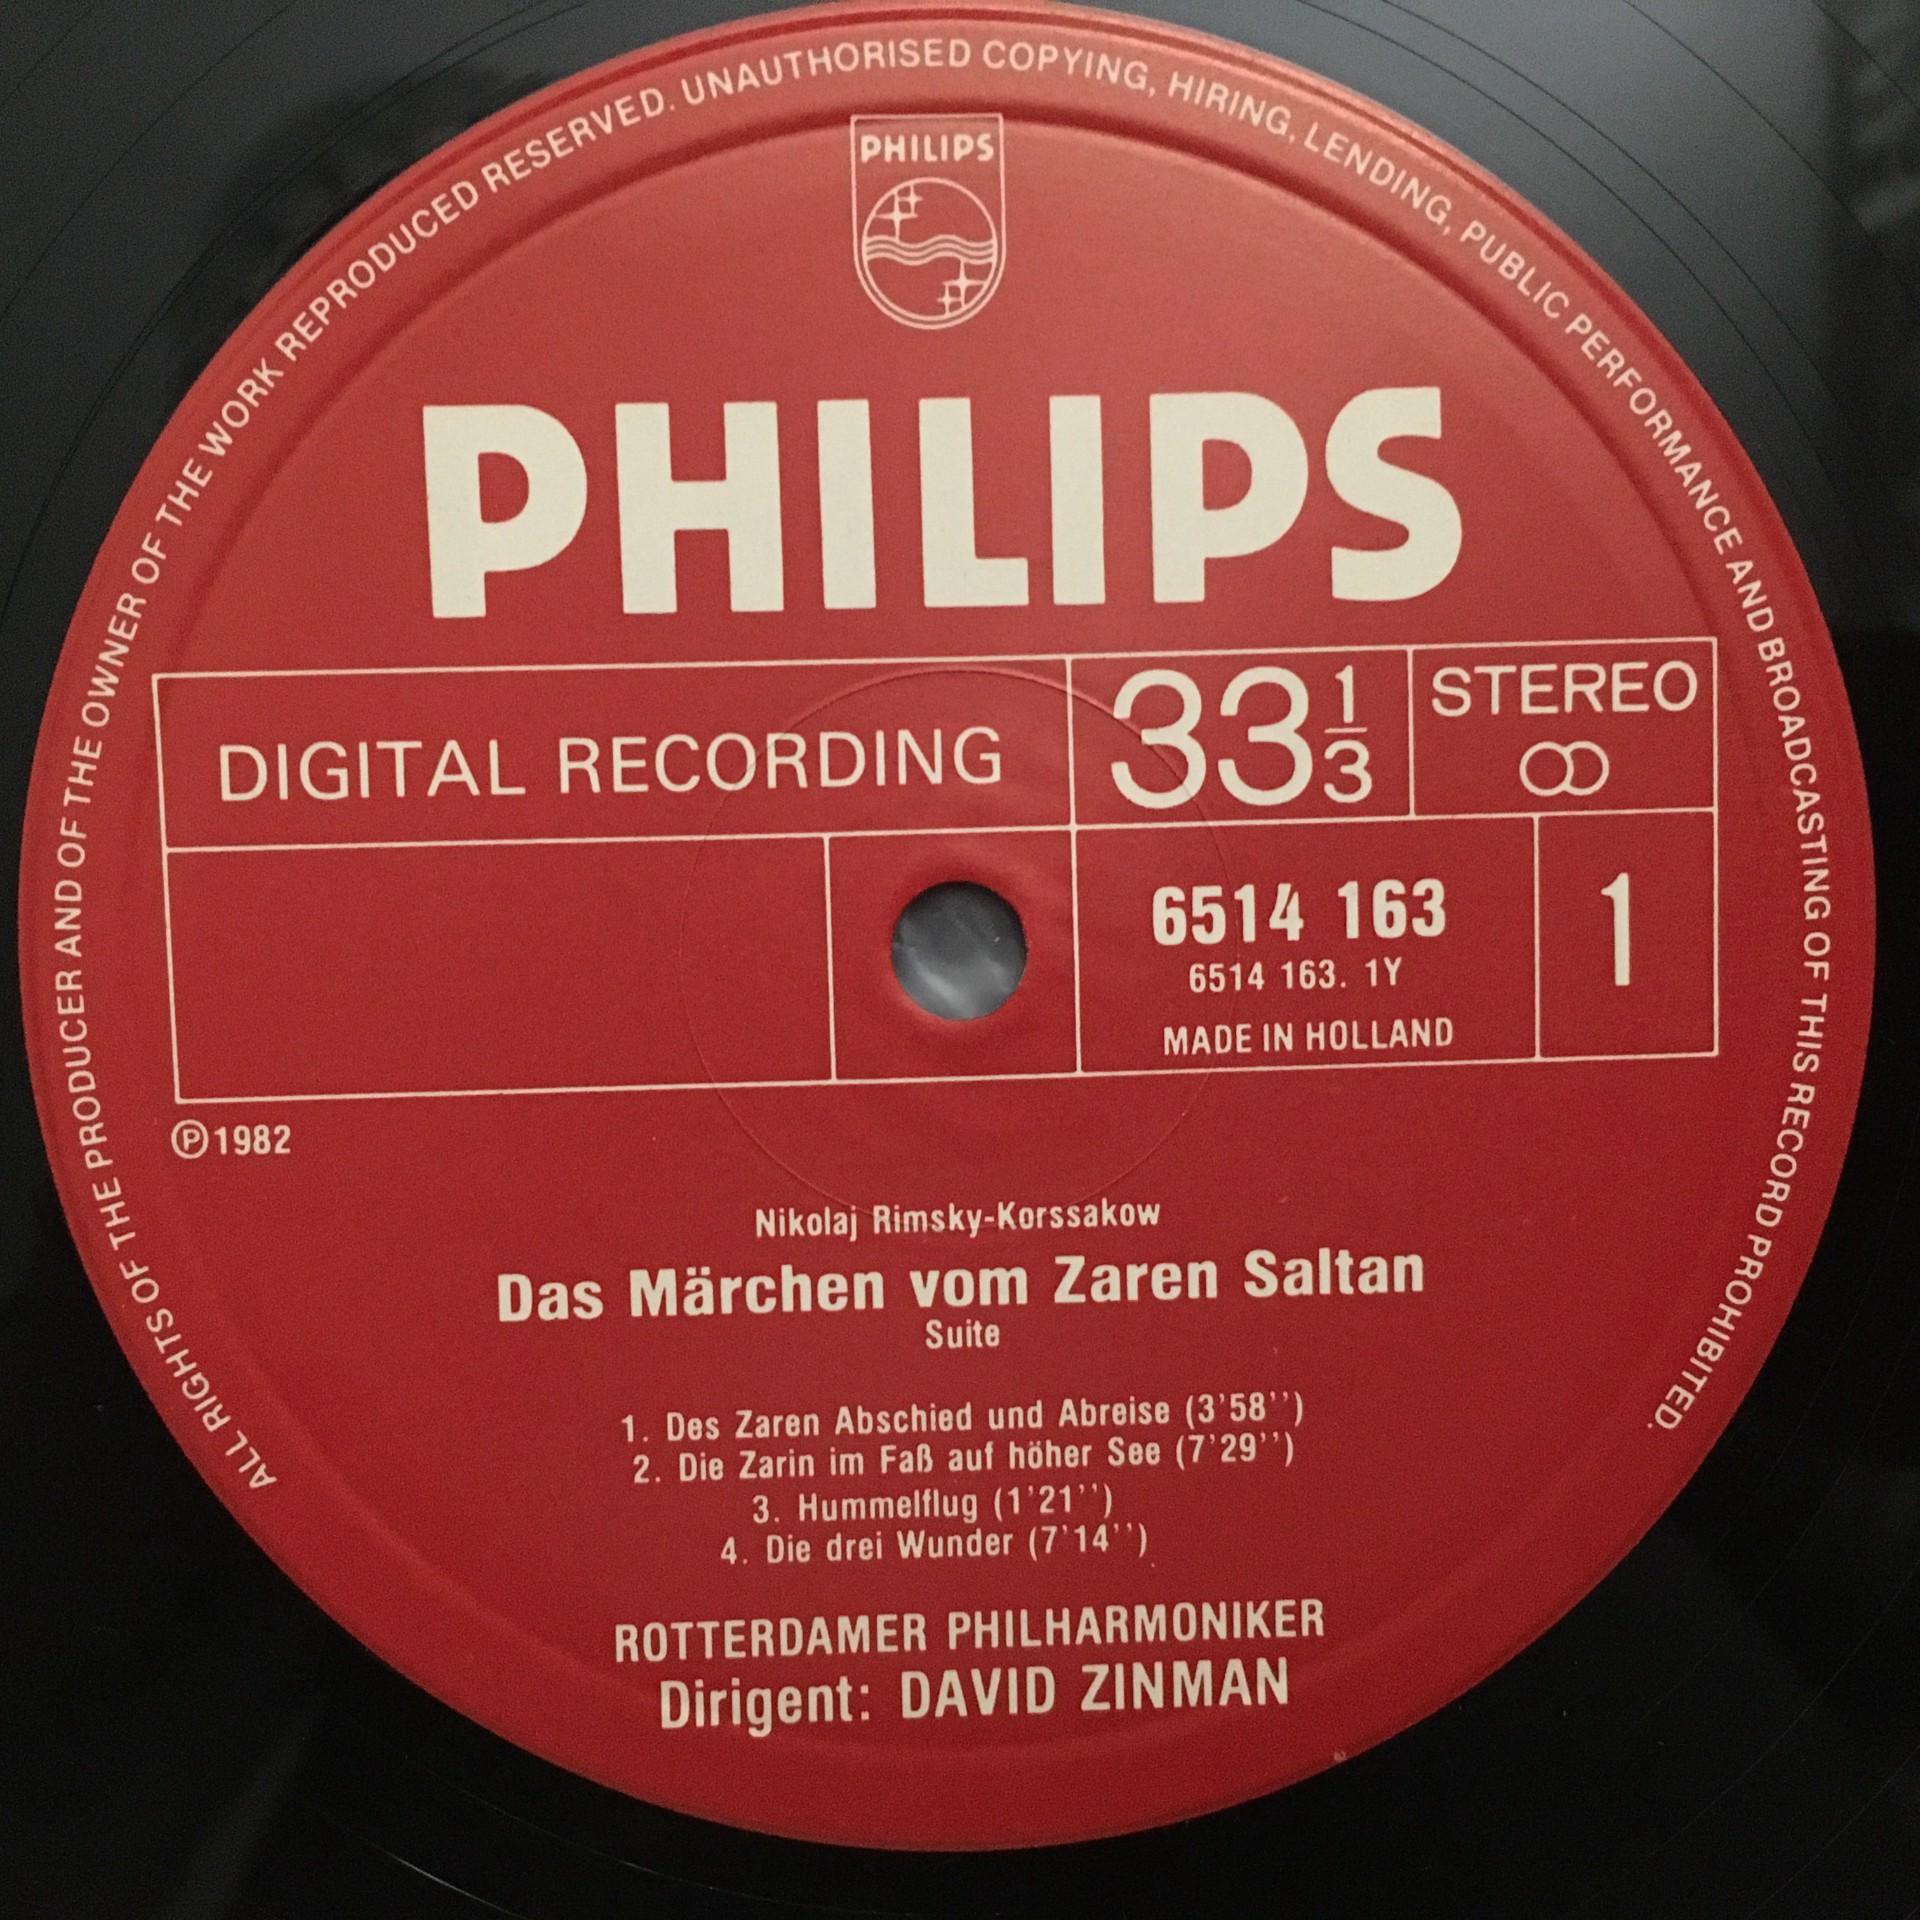 ALL RIGHTS OF THE PRODUCER AND OF THE OWNER OF THE WORK REPRODUCED RESERVED. UNAUTHORISED COPYING, HIRING, LENDING, PUBLIC PERFORMANCE AND BROADCASTING OF THIS RECORD PROHIBITED.
PHILIPS
PHILIPS
DIGITAL RECORDING
33 1/3
STEREO
6514 163
6514 163. 1Y
MADE IN HOLLAND
1
℗1982
Nikolaj Rimsky-Korssakow
Das Märchen vom Zaren Saltan
Suite
1. Des Zaren Abschied und Abreise (3'58'')
2. Die Zarin im Faß auf höher See (7'29'')
3. Hummelflug (1'21'')
4. Die drei Wunder (7'14'')
ROTTERDAMER PHILHARMONIKER
Dirigent: DAVID ZINMAN